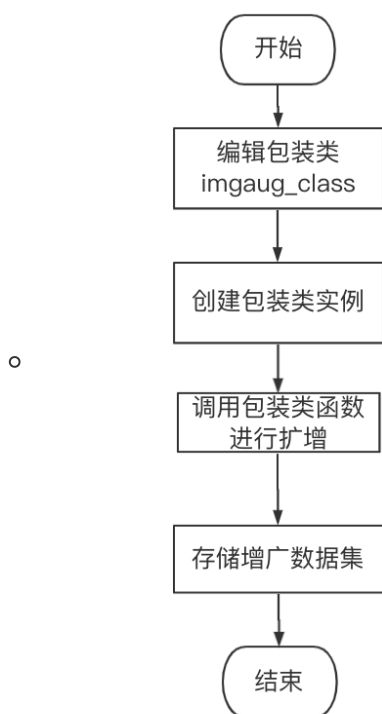 开始
编辑包装类
imgaug_class
创建包装类实例
。
调用包装类函数
进行扩增
存储增广数据集
结束